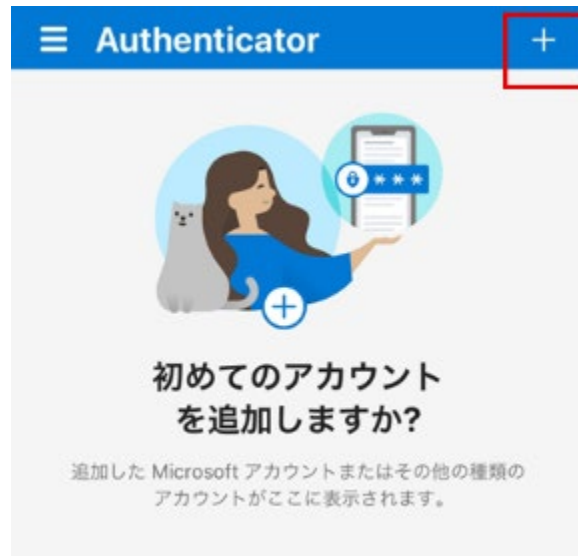 Authenticator
* * *
初めてのアカウント
を追加しますか?
追加した Microsoft アカウントまたはその他の種類の
アカウントがここに表示されます。